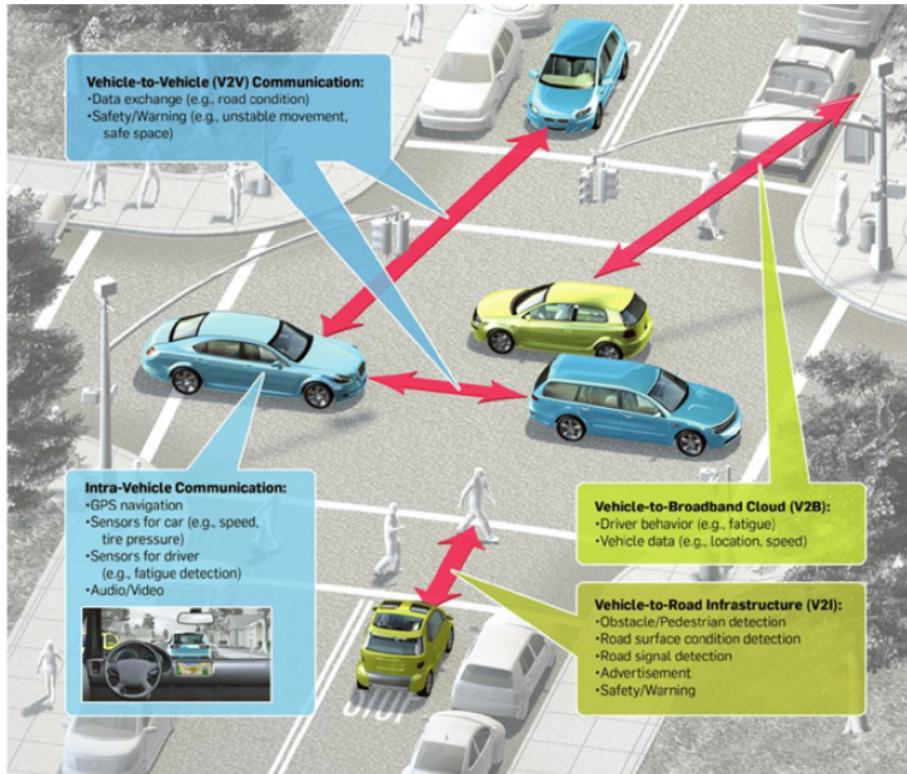 Vehicle-to-Vehicle (V2V) Communication:
•Data exchange (e.g., road condition)
•Safety/Warning (e.g., unstable movement,
safe space)
Intra-Vehicle Communication:
•GPS navigation
•Sensors for car (e.g., speed,
tire pressure)
•Sensors for driver
(e.g., fatigue detection)
•Audio/Video
Vehicle-to-Broadband Cloud (V2B):
•Driver behavior (e.g., fatigue)
•Vehicle data (e.g., location, speed)
Vehicle-to-Road Infrastructure (V2I):
•Obstacle/Pedestrian detection
•Road surface condition detection
•Road signal detection
•Advertisement
•Safety/Warning